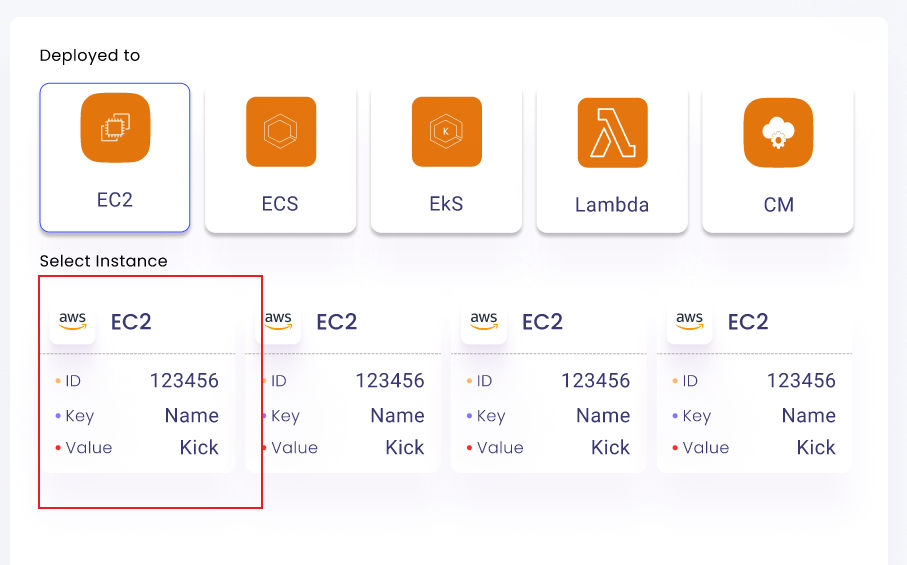 Deployed to
EC2 ECS EkS Lambda CM
K
Select Instance
aws EC2 aws EC2 aws EC2 aws EC2
ID 123456 ID 123456 ID 123456 ID 123456
Key Name Key Name Key Name Key Name
Value Kick Value Kick Value Kick Value Kick